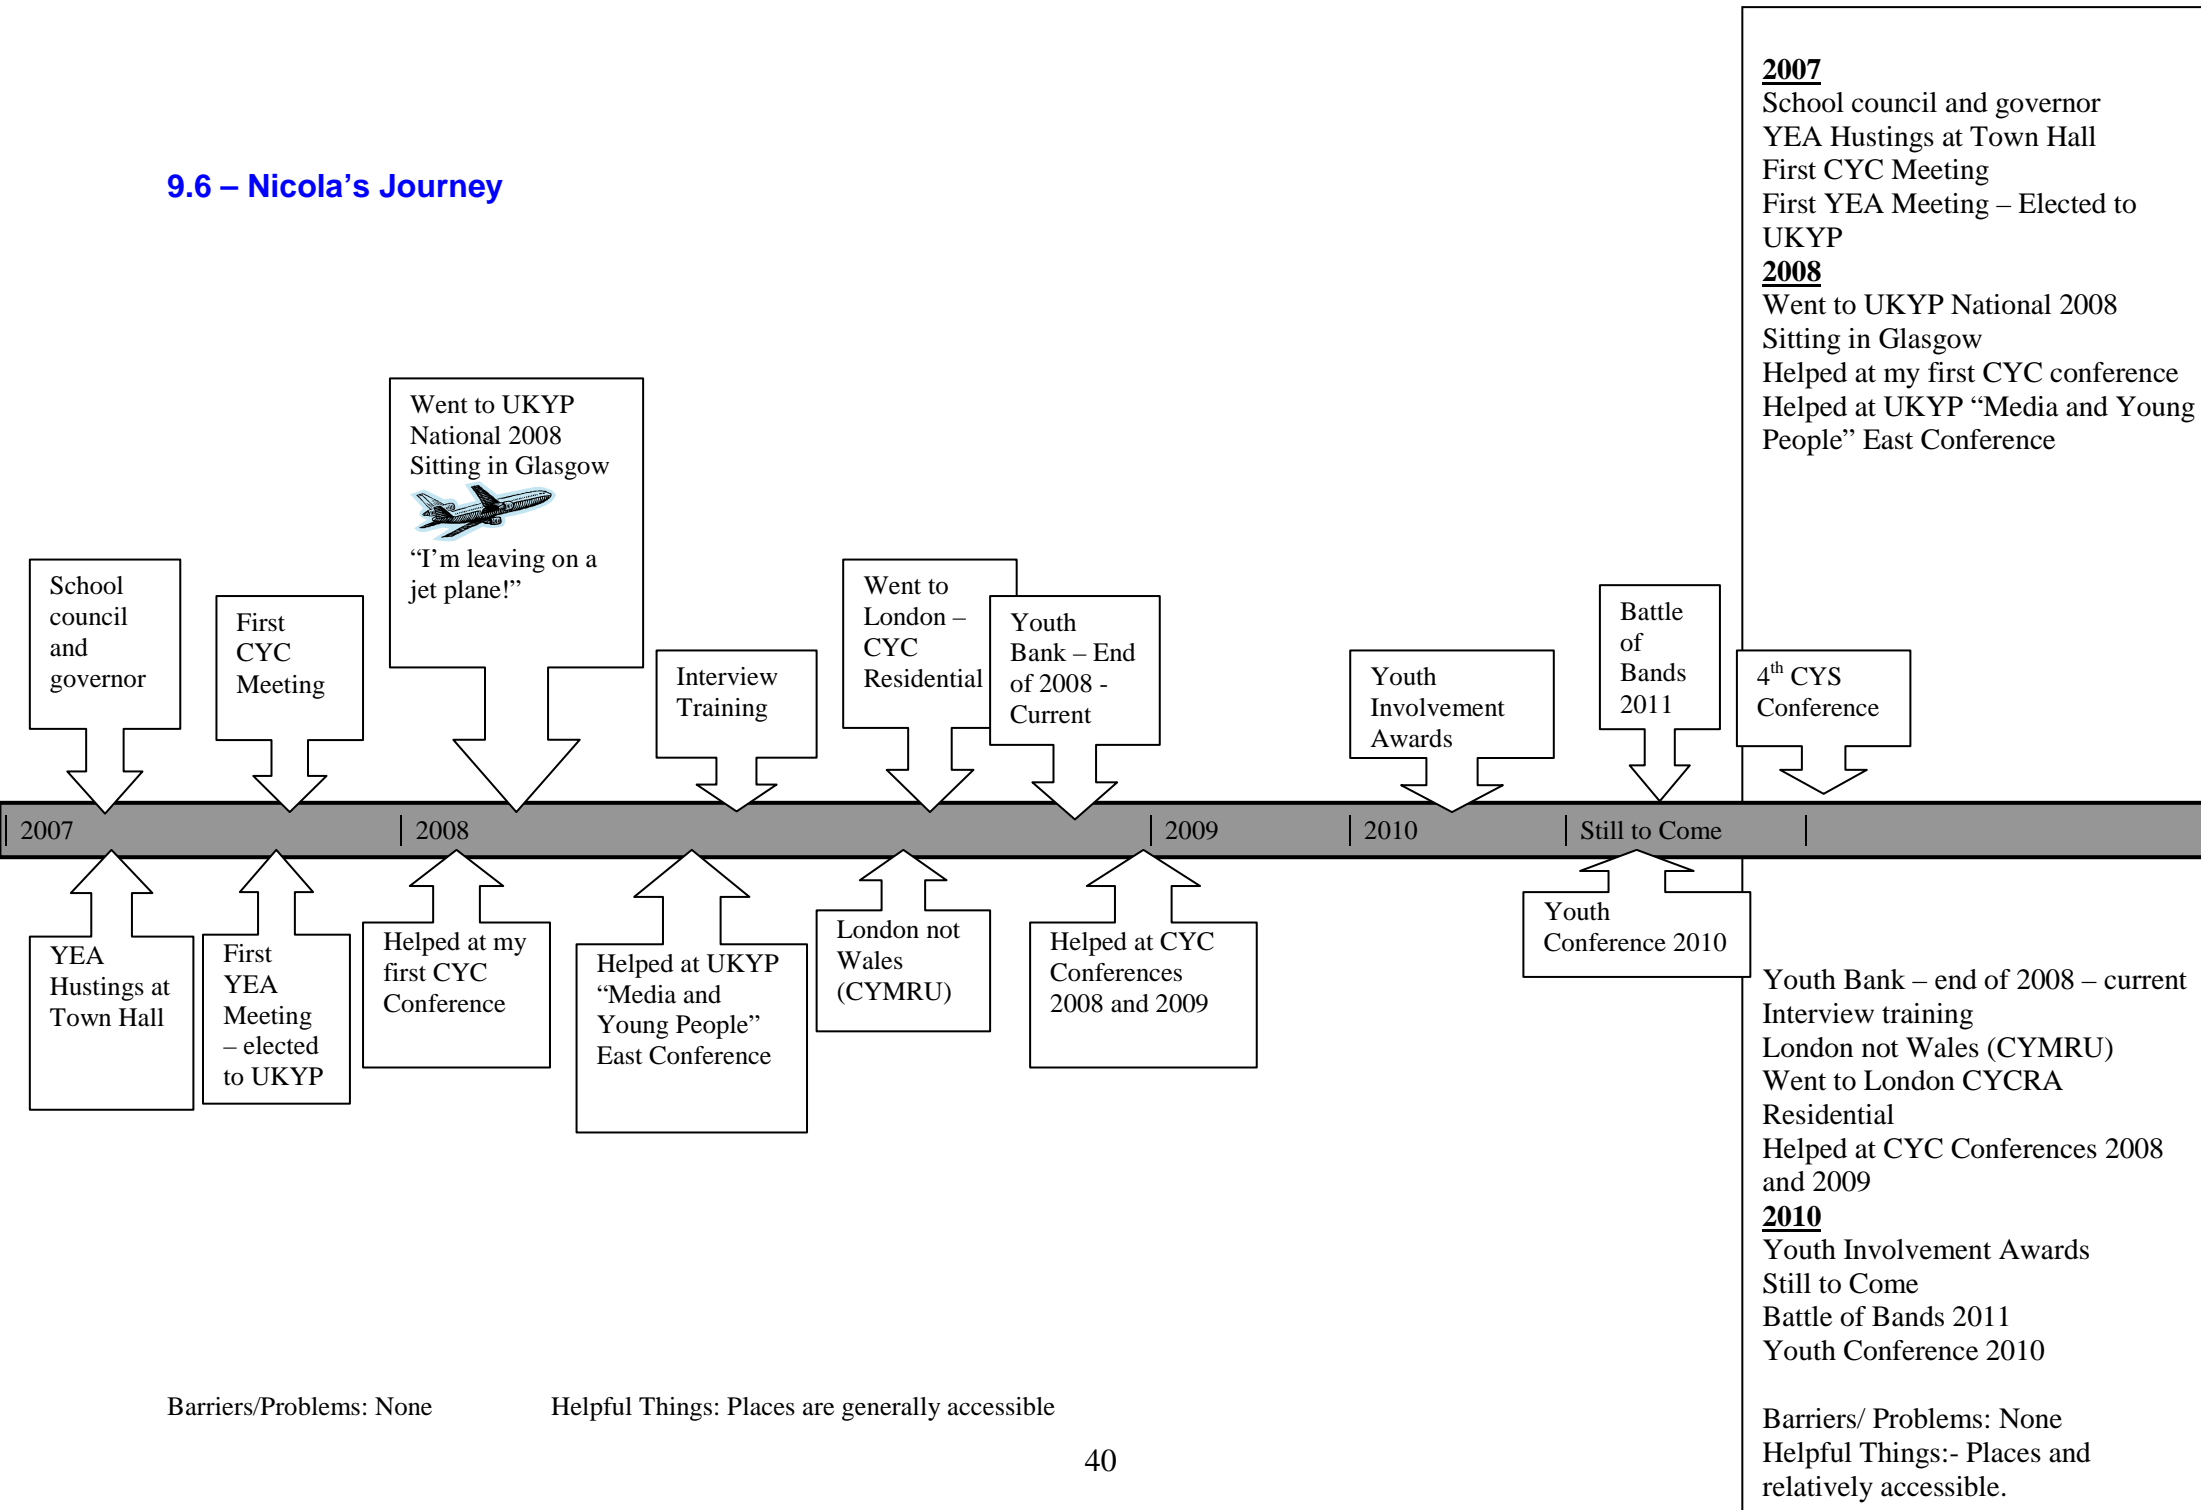 9.6 – Nicola's Journey
Went to UKYP
National 2008
Sitting in Glasgow
“I’m leaving on a
jet plane!”
School
council
and
governor
First
CYC
Meeting
Interview
Training
Went to
London –
CYC
Residential
Youth
Bank – End
of 2008 -
Current
Youth
Involvement
Awards
Battle
of
Bands
2011
4th CYS
Conference
2007
2008
2009
2010
Still to Come
YEA
Hustings at
Town Hall
First
YEA
Meeting
– elected
to UKYP
Helped at my
first CYC
Conference
Helped at UKYP
“Media and
Young People”
East Conference
London not
Wales
(CYMRU)
Helped at CYC
Conferences
2008 and 2009
Youth
Conference 2010
2007
School council and governor
YEA Hustings at Town Hall
First CYC Meeting
First YEA Meeting – Elected to
UKYP
2008
Went to UKYP National 2008
Sitting in Glasgow
Helped at my first CYC conference
Helped at UKYP “Media and Young
People” East Conference
Youth Bank – end of 2008 – current
Interview training
London not Wales (CYMRU)
Went to London CYCRA
Residential
Helped at CYC Conferences 2008
and 2009
2010
Youth Involvement Awards
Still to Come
Battle of Bands 2011
Youth Conference 2010
Barriers/ Problems: None
Helpful Things:- Places and
relatively accessible.
Barriers/Problems: None
Helpful Things: Places are generally accessible
40